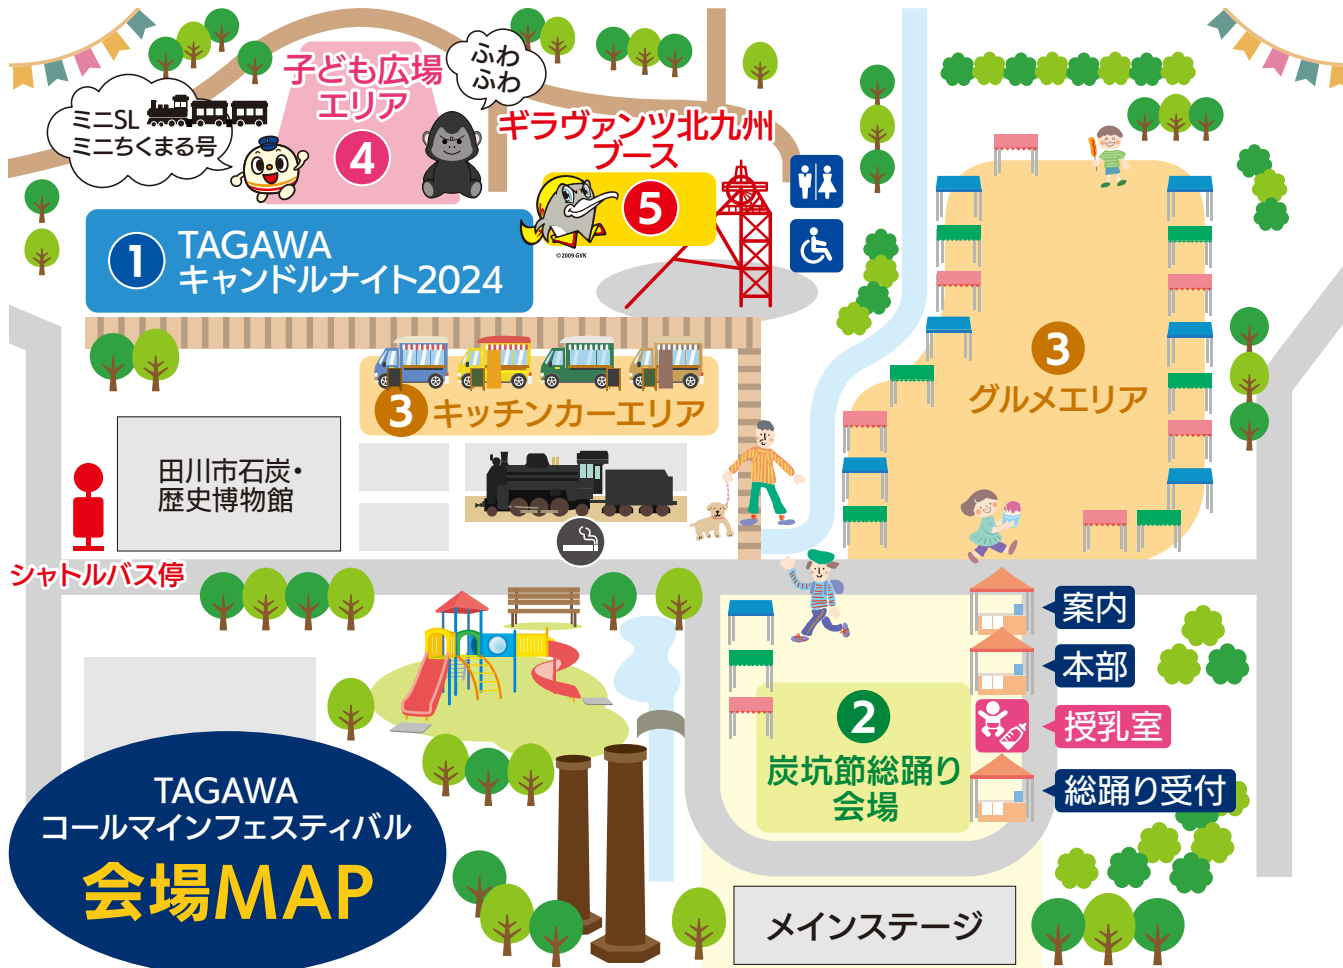 子ども広場
エリア
4
ふわ
ふわ
ミニSL
ミニちくまる号
ギラヴァンツ北九州
ブース
5
©2009 GVK
1
TAGAWA
キャンドルナイト2024
3
キッチンカーエリア
3
グルメエリア
田川市石炭・
歴史博物館
シャトルバス停
案内
本部
授乳室
総踊り受付
2
炭坑節総踊り
会場
メインステージ
TAGAWA
コールマインフェスティバル
会場MAP